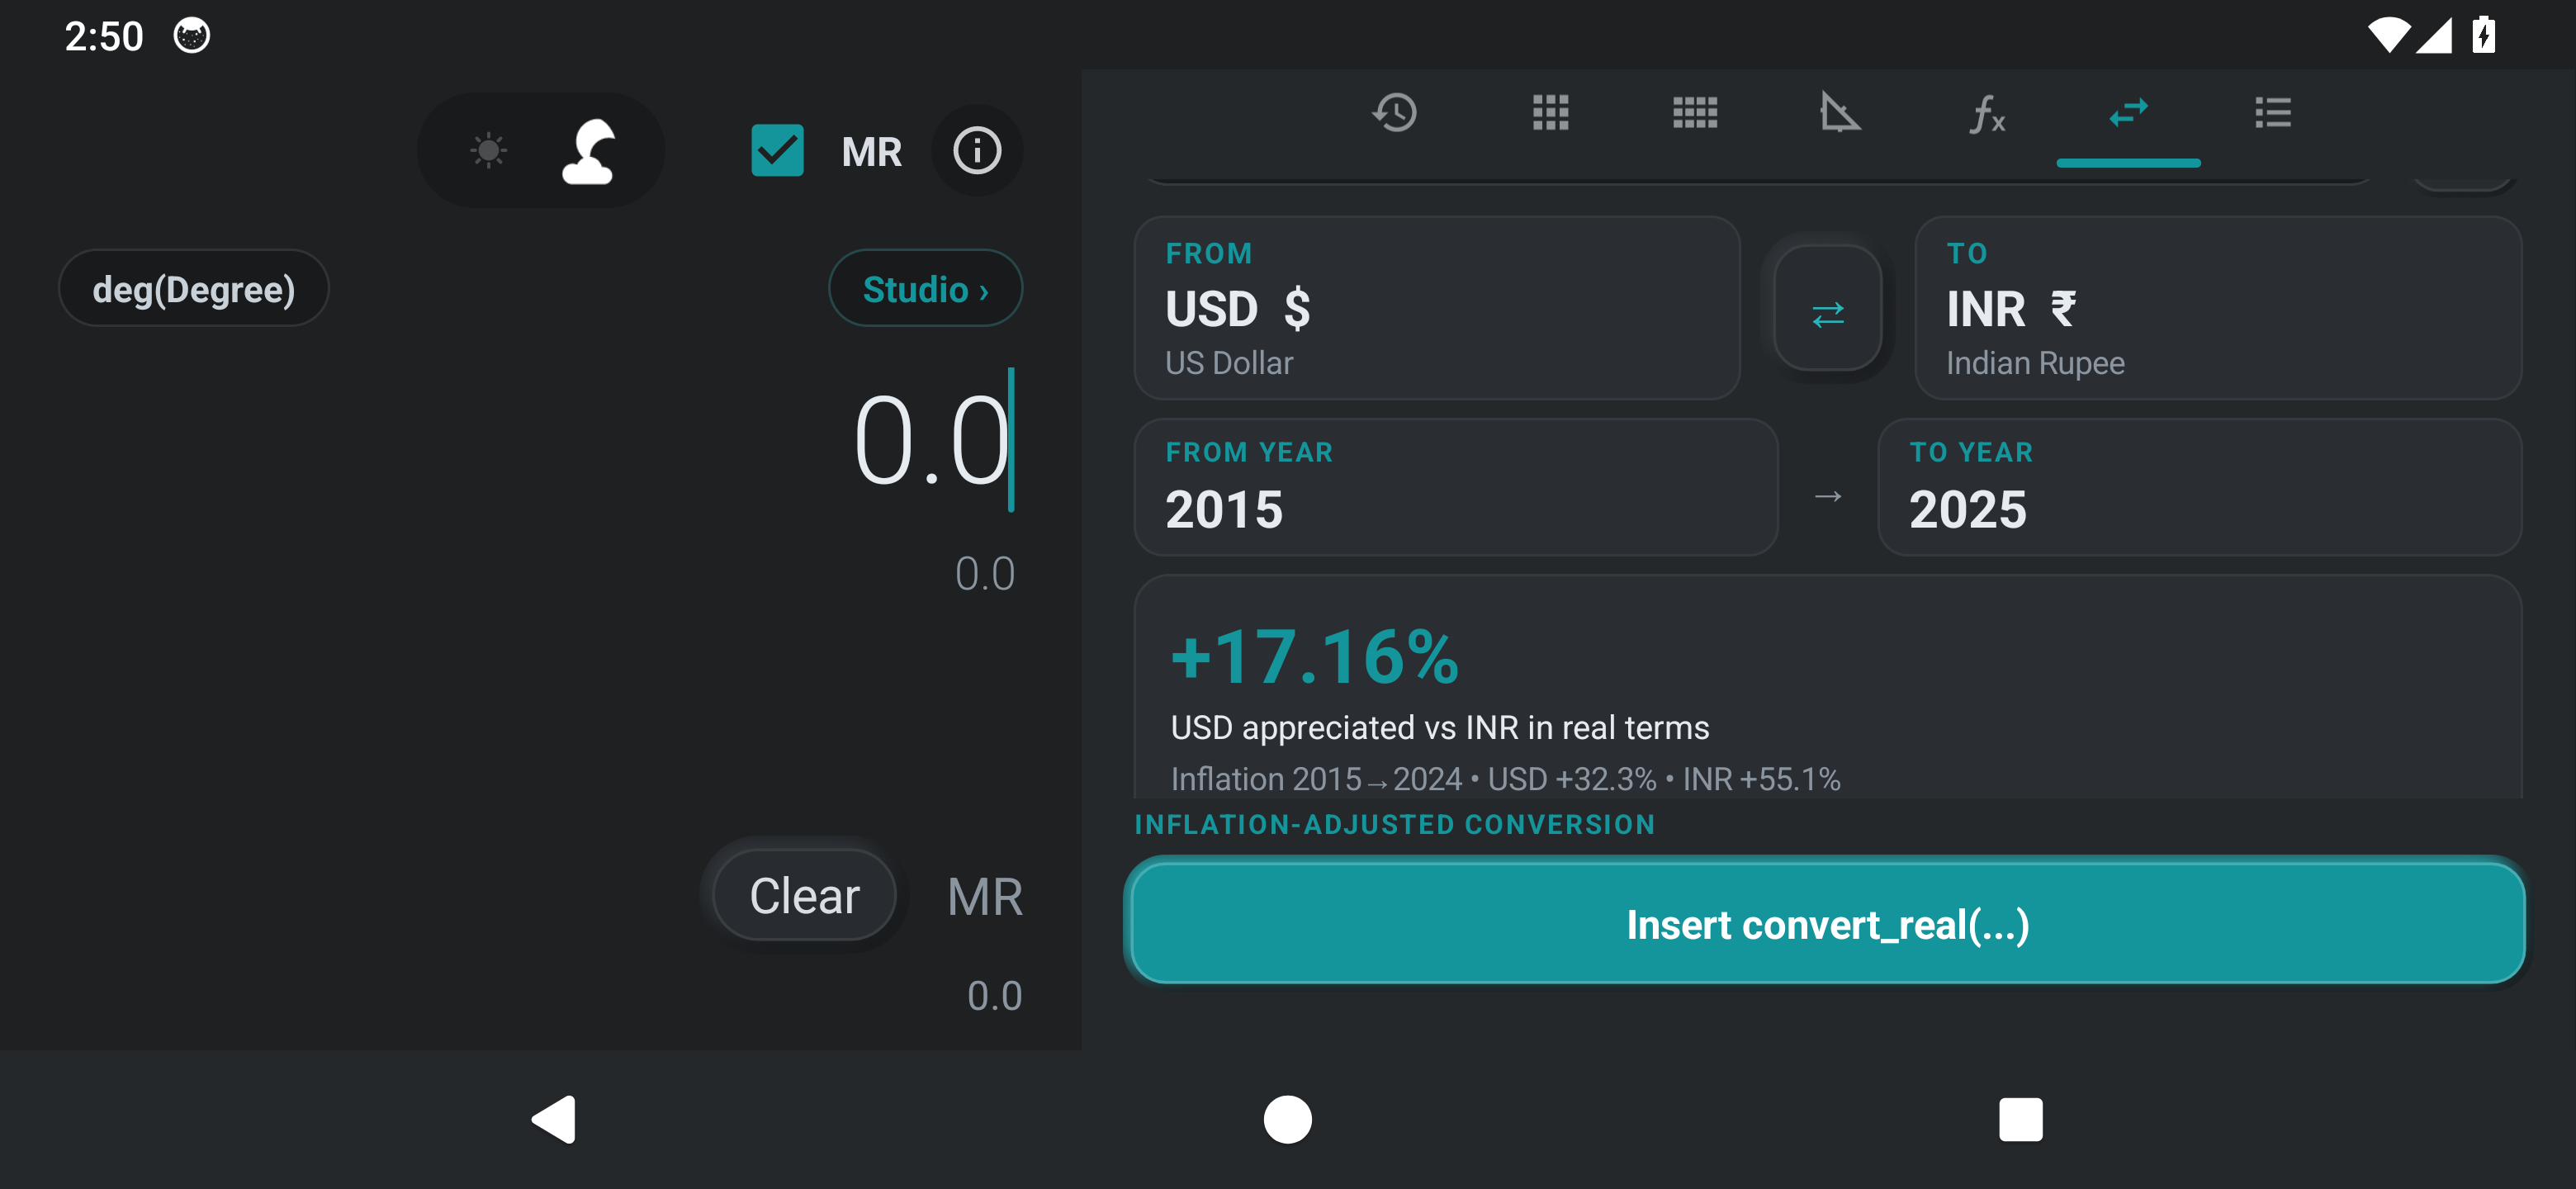 2:50
MR
deg(Degree)
Studio ›
0.0
0.0
Clear
MR
0.0
fx
FROM
USD $
US Dollar
⇄
TO
INR ₹
Indian Rupee
FROM YEAR
2015
→
TO YEAR
2025
+17.16%
USD appreciated vs INR in real terms
Inflation 2015→2024 • USD +32.3% • INR +55.1%
INFLATION-ADJUSTED CONVERSION
Insert convert_real(...)